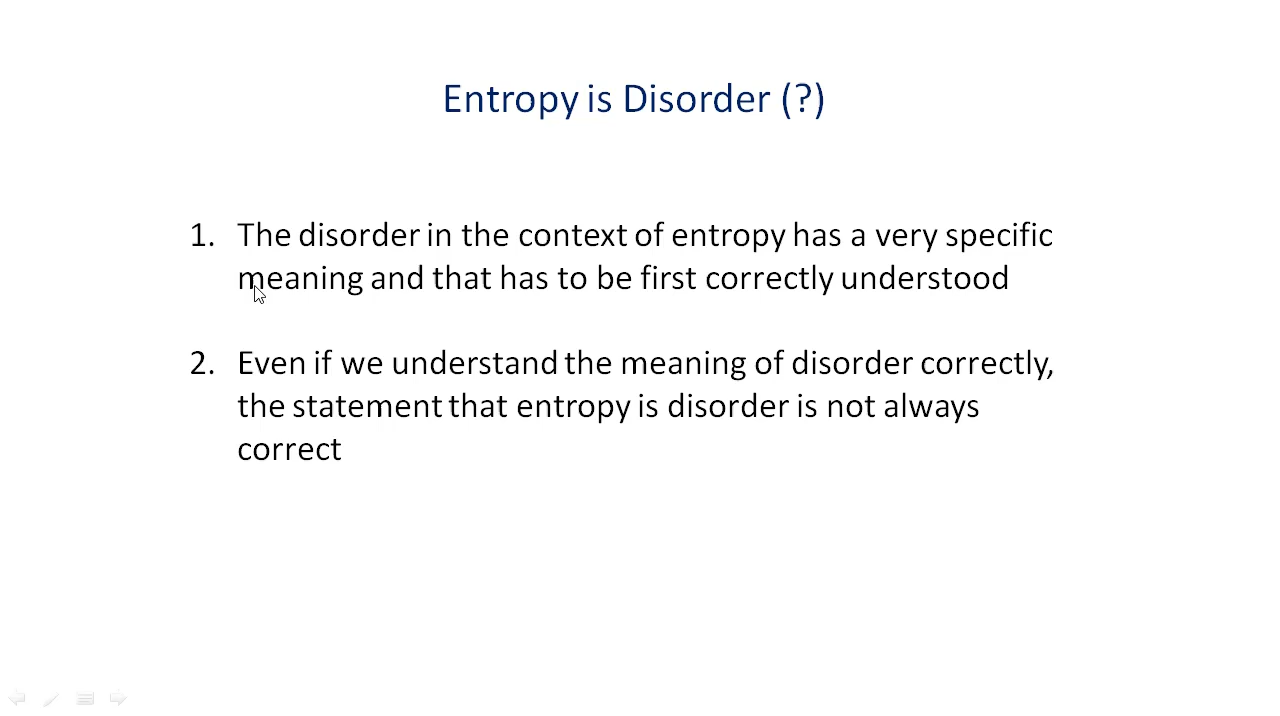 Entropy is Disorder (?)
1. The disorder in the context of entropy has a very specific
meaning and that has to be first correctly understood
2. Even if we understand the meaning of disorder correctly,
the statement that entropy is disorder is not always
correct